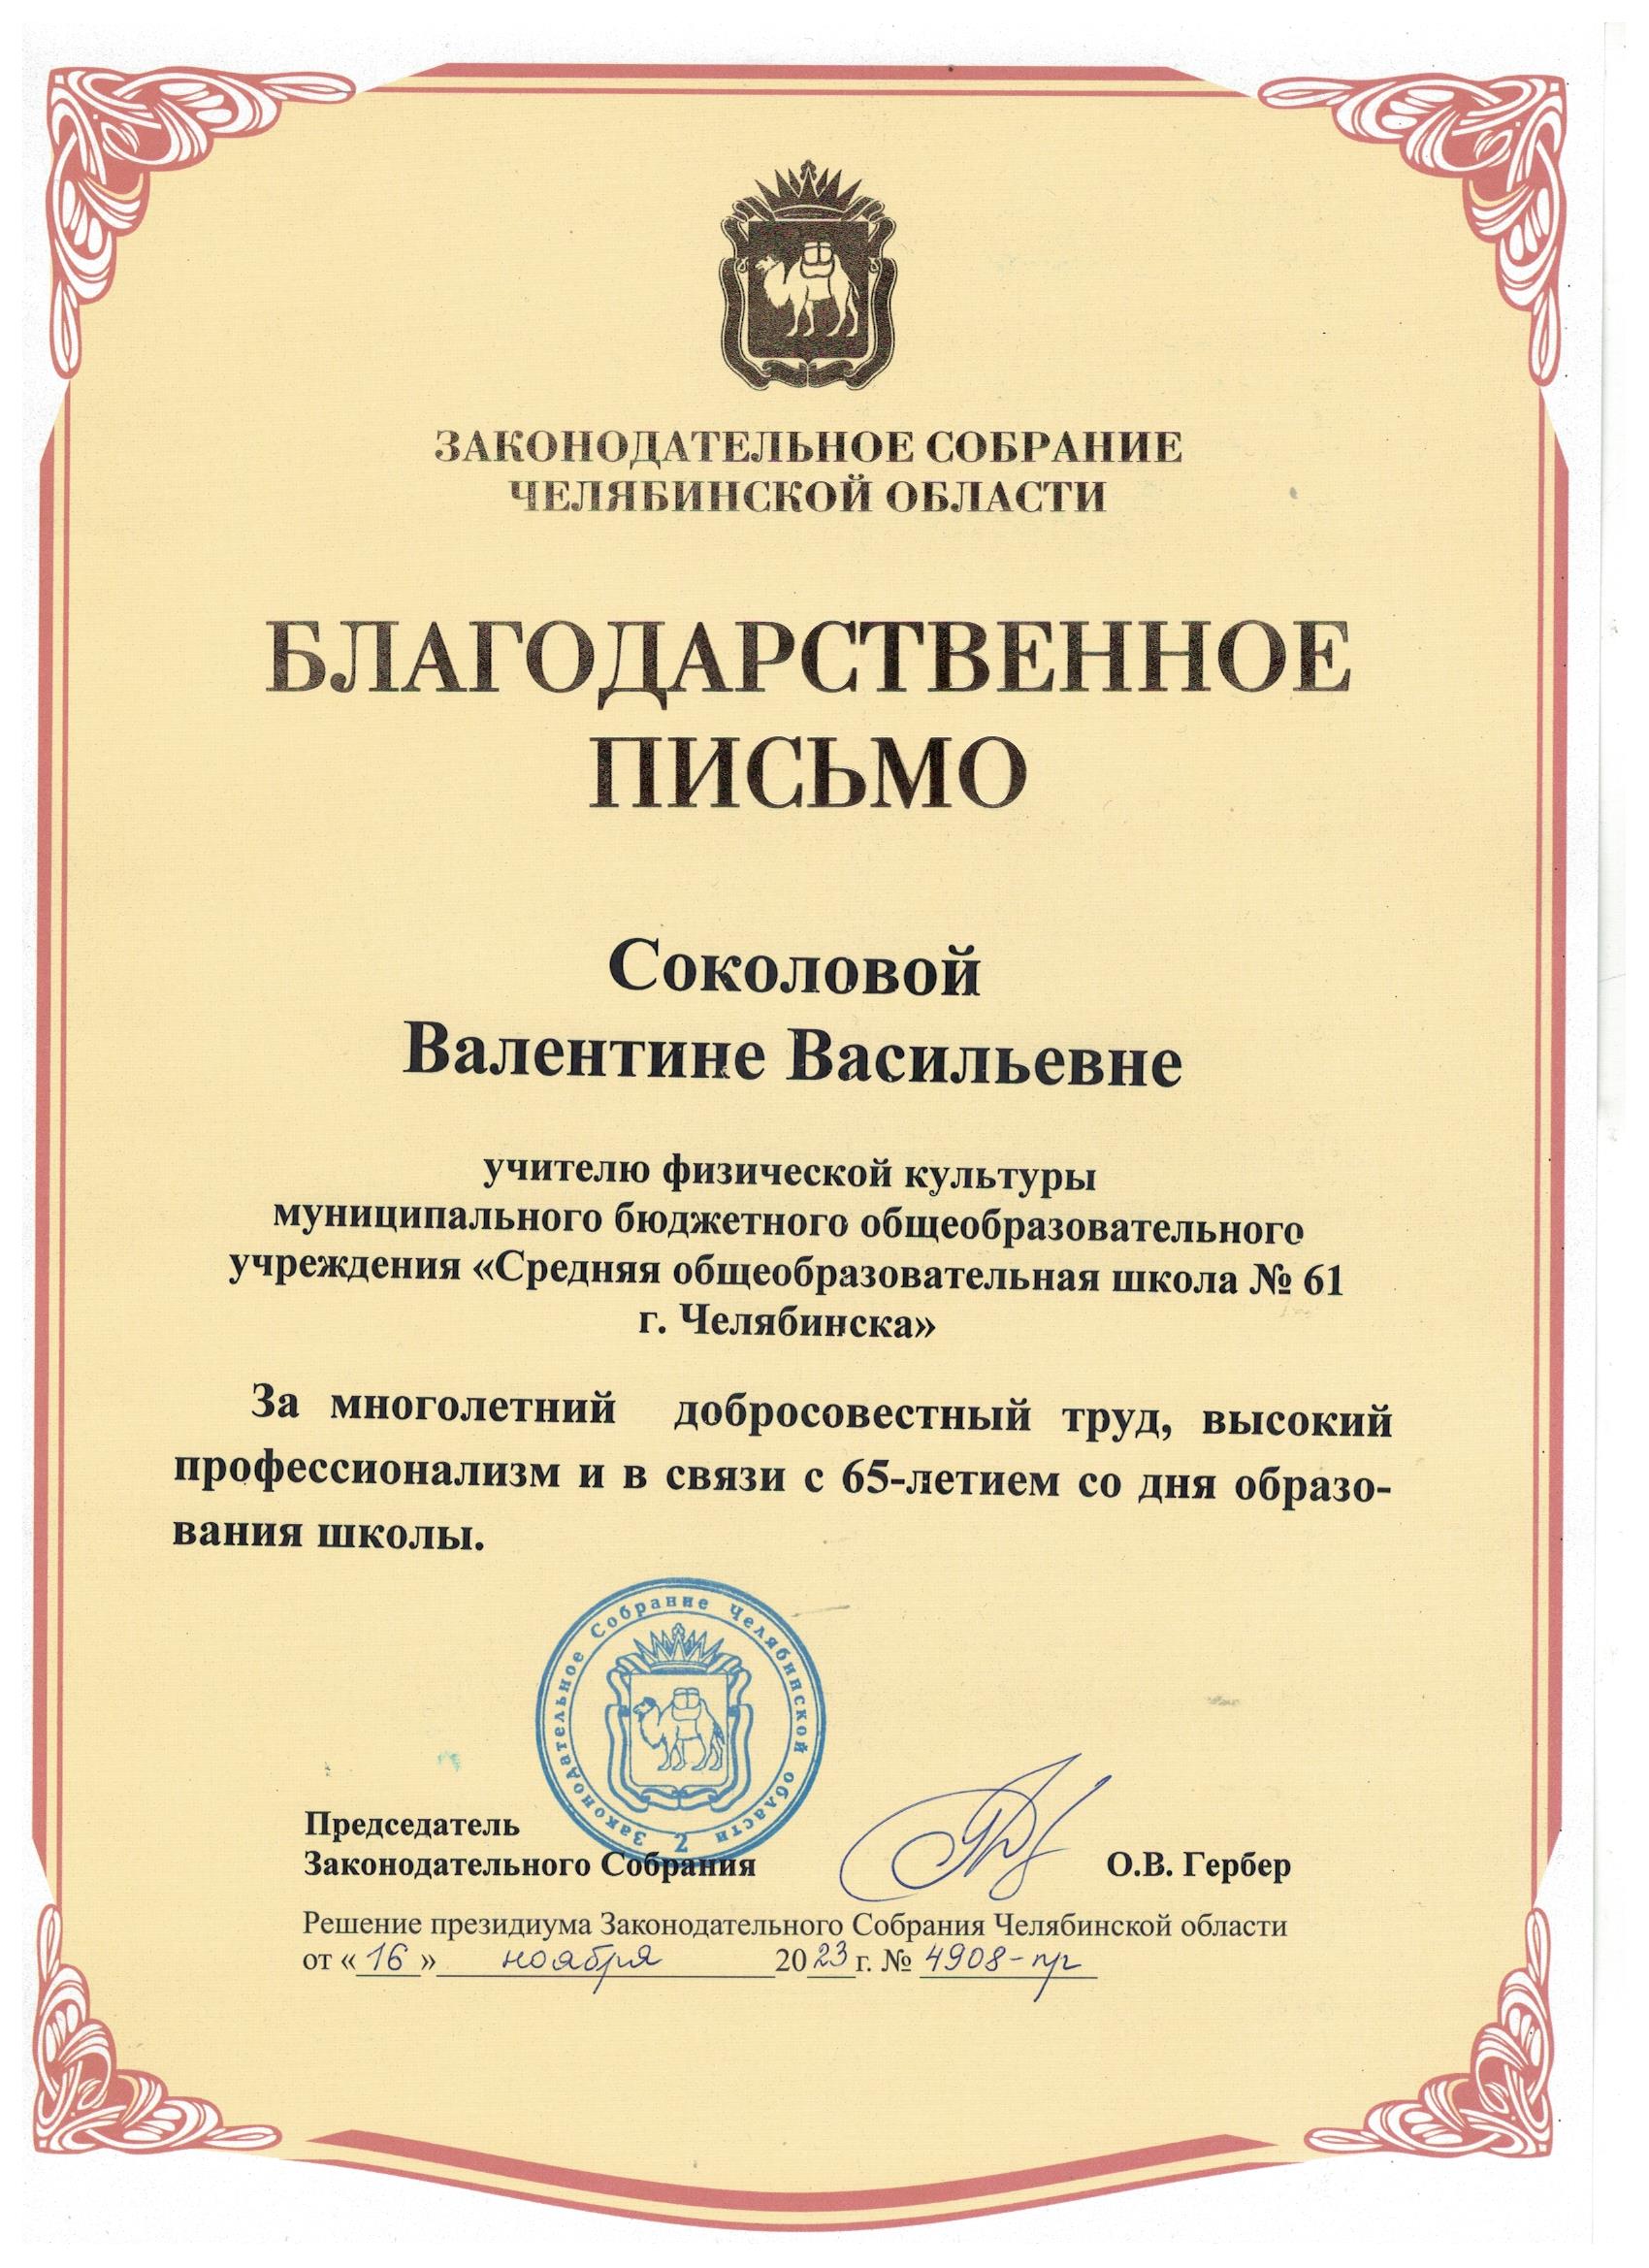 ЗАКОНОДАТЕЛЬНОЕ СОБРАНИЕ
ЧЕЛЯБИНСКОЙ ОБЛАСТИ
БЛАГОДАРСТВЕННОЕ
ПИСЬМО
Соколовой
Валентине Васильевне
учителю физической культуры
муниципального бюджетного общеобразовательного
учреждения «Средняя общеобразовательная школа № 61
г. Челябинска»
За многолетний добросовестный труд, высокий
профессионализм и в связи с 65-летием со дня образо-
вания школы.
Законодательное Собрание Челябинской области
2
Председатель
Законодательного Собрания О.В. Гербер
Решение президиума Законодательного Собрания Челябинской области
от «16» ноября 2023 г. № 4908-пр